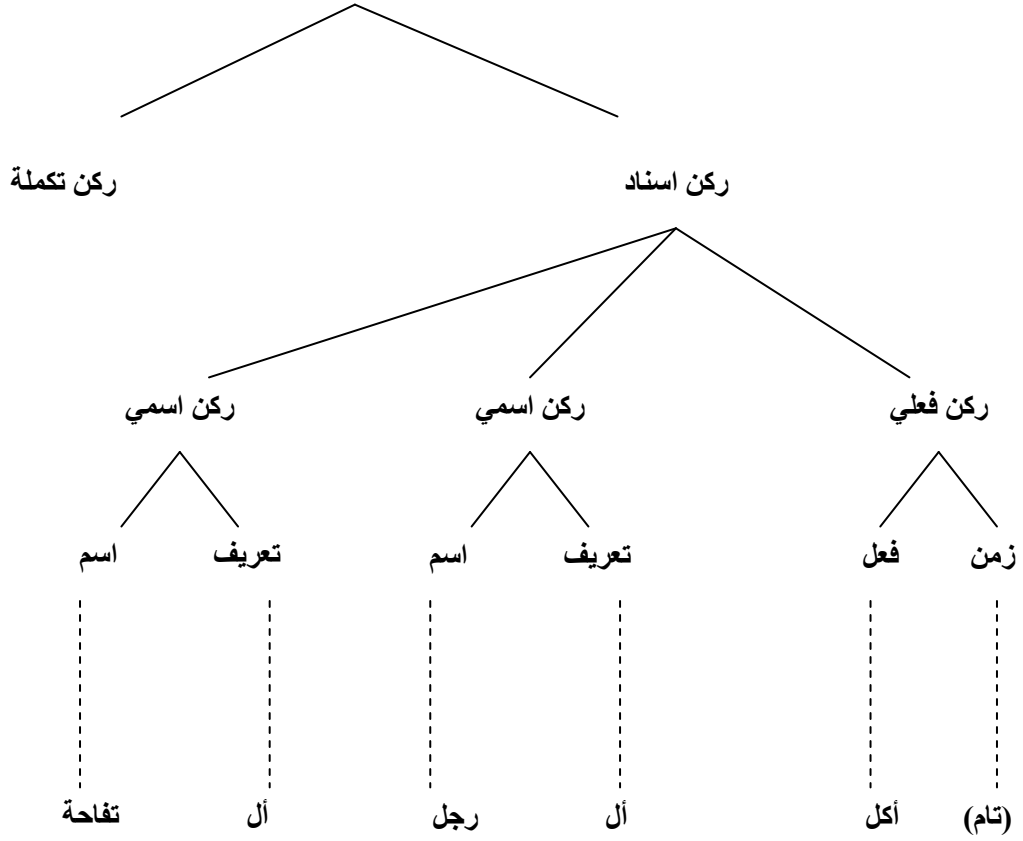 ركن اسناد ركن تكملة
ركن فعلي ركن اسمي ركن اسمي
زمن فعل تعريف اسم تعريف اسم
(تام) أكل أل رجل أل تفاحة